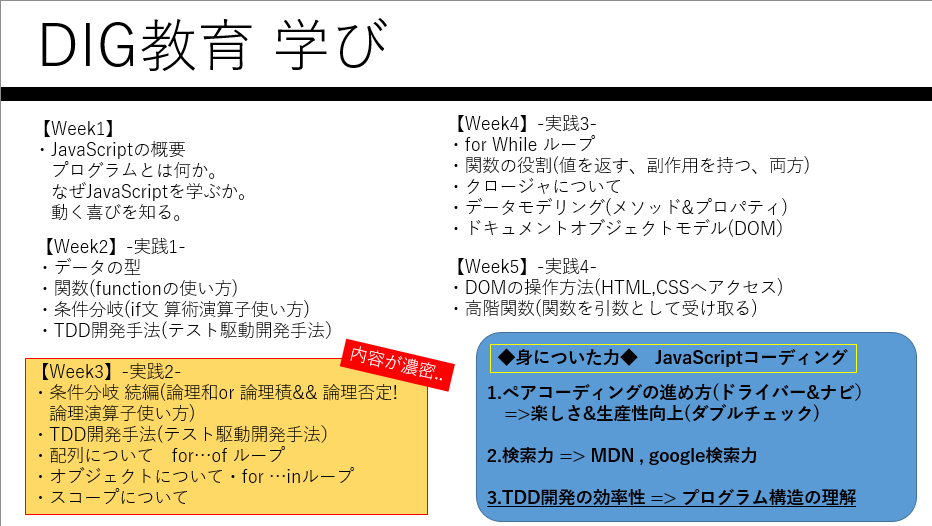 DIG教育 学び
【Week1】
・JavaScriptの概要
プログラムとは何か。
なぜJavaScriptを学ぶか。
動く喜びを知る。
【Week2】-実践1-
・データの型
・関数(functionの使い方)
・条件分岐(if文 算術演算子使い方)
・TDD開発手法(テスト駆動開発手法)
内容が濃密..
【Week3】-実践2-
・条件分岐 続編(論理和or 論理積&& 論理否定!
論理演算子使い方)
・TDD開発手法(テスト駆動開発手法)
・配列について　for…of ループ
・オブジェクトについて・for …inループ
・スコープについて
【Week4】-実践3-
・for While ループ
・関数の役割(値を返す、副作用を持つ、両方)
・クロージャについて
・データモデリング(メソッド&プロパティ)
・ドキュメントオブジェクトモデル(DOM)
【Week5】-実践4-
・DOMの操作方法(HTML,CSSへアクセス)
・高階関数(関数を引数として受け取る)
◆身についた力◆　JavaScriptコーディング
1.ペアコーディングの進め方(ドライバー&ナビ)
=>楽しさ&生産性向上(ダブルチェック)
2.検索力 => MDN , google検索力
3.TDD開発の効率性 => プログラム構造の理解